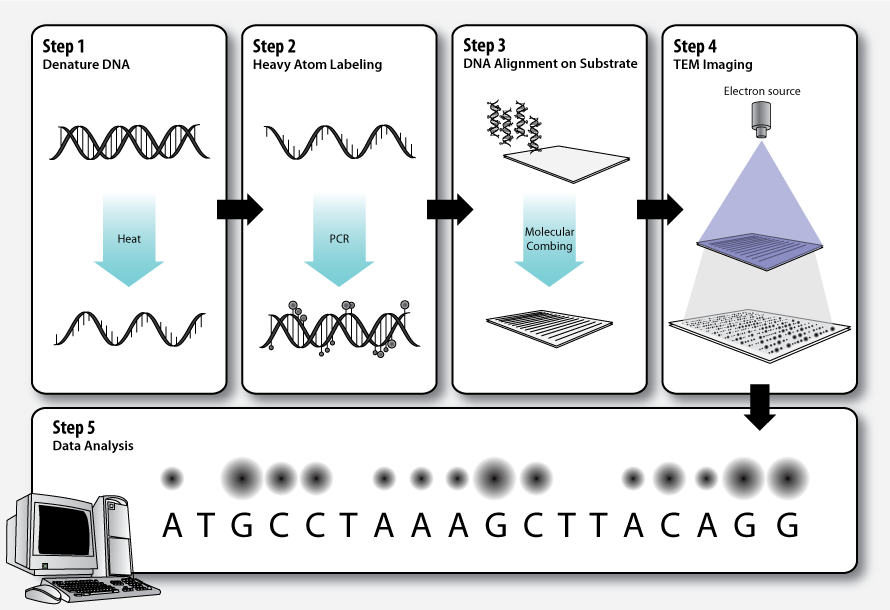 Step 1
Denature DNA
Heat
Step 2
Heavy Atom Labeling
PCR
Step 3
DNA Alignment on Substrate
Molecular
Combing
Step 4
TEM Imaging
Electron source
Step 5
Data Analysis
A T G C C T A A A G C T T A C A G G